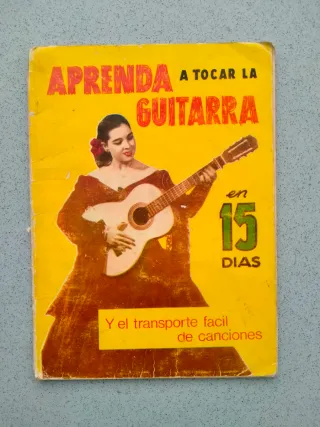 APRENDA A TOCAR LA
GUITARRA
en
15
DIAS
Y el transporte facil
de canciones